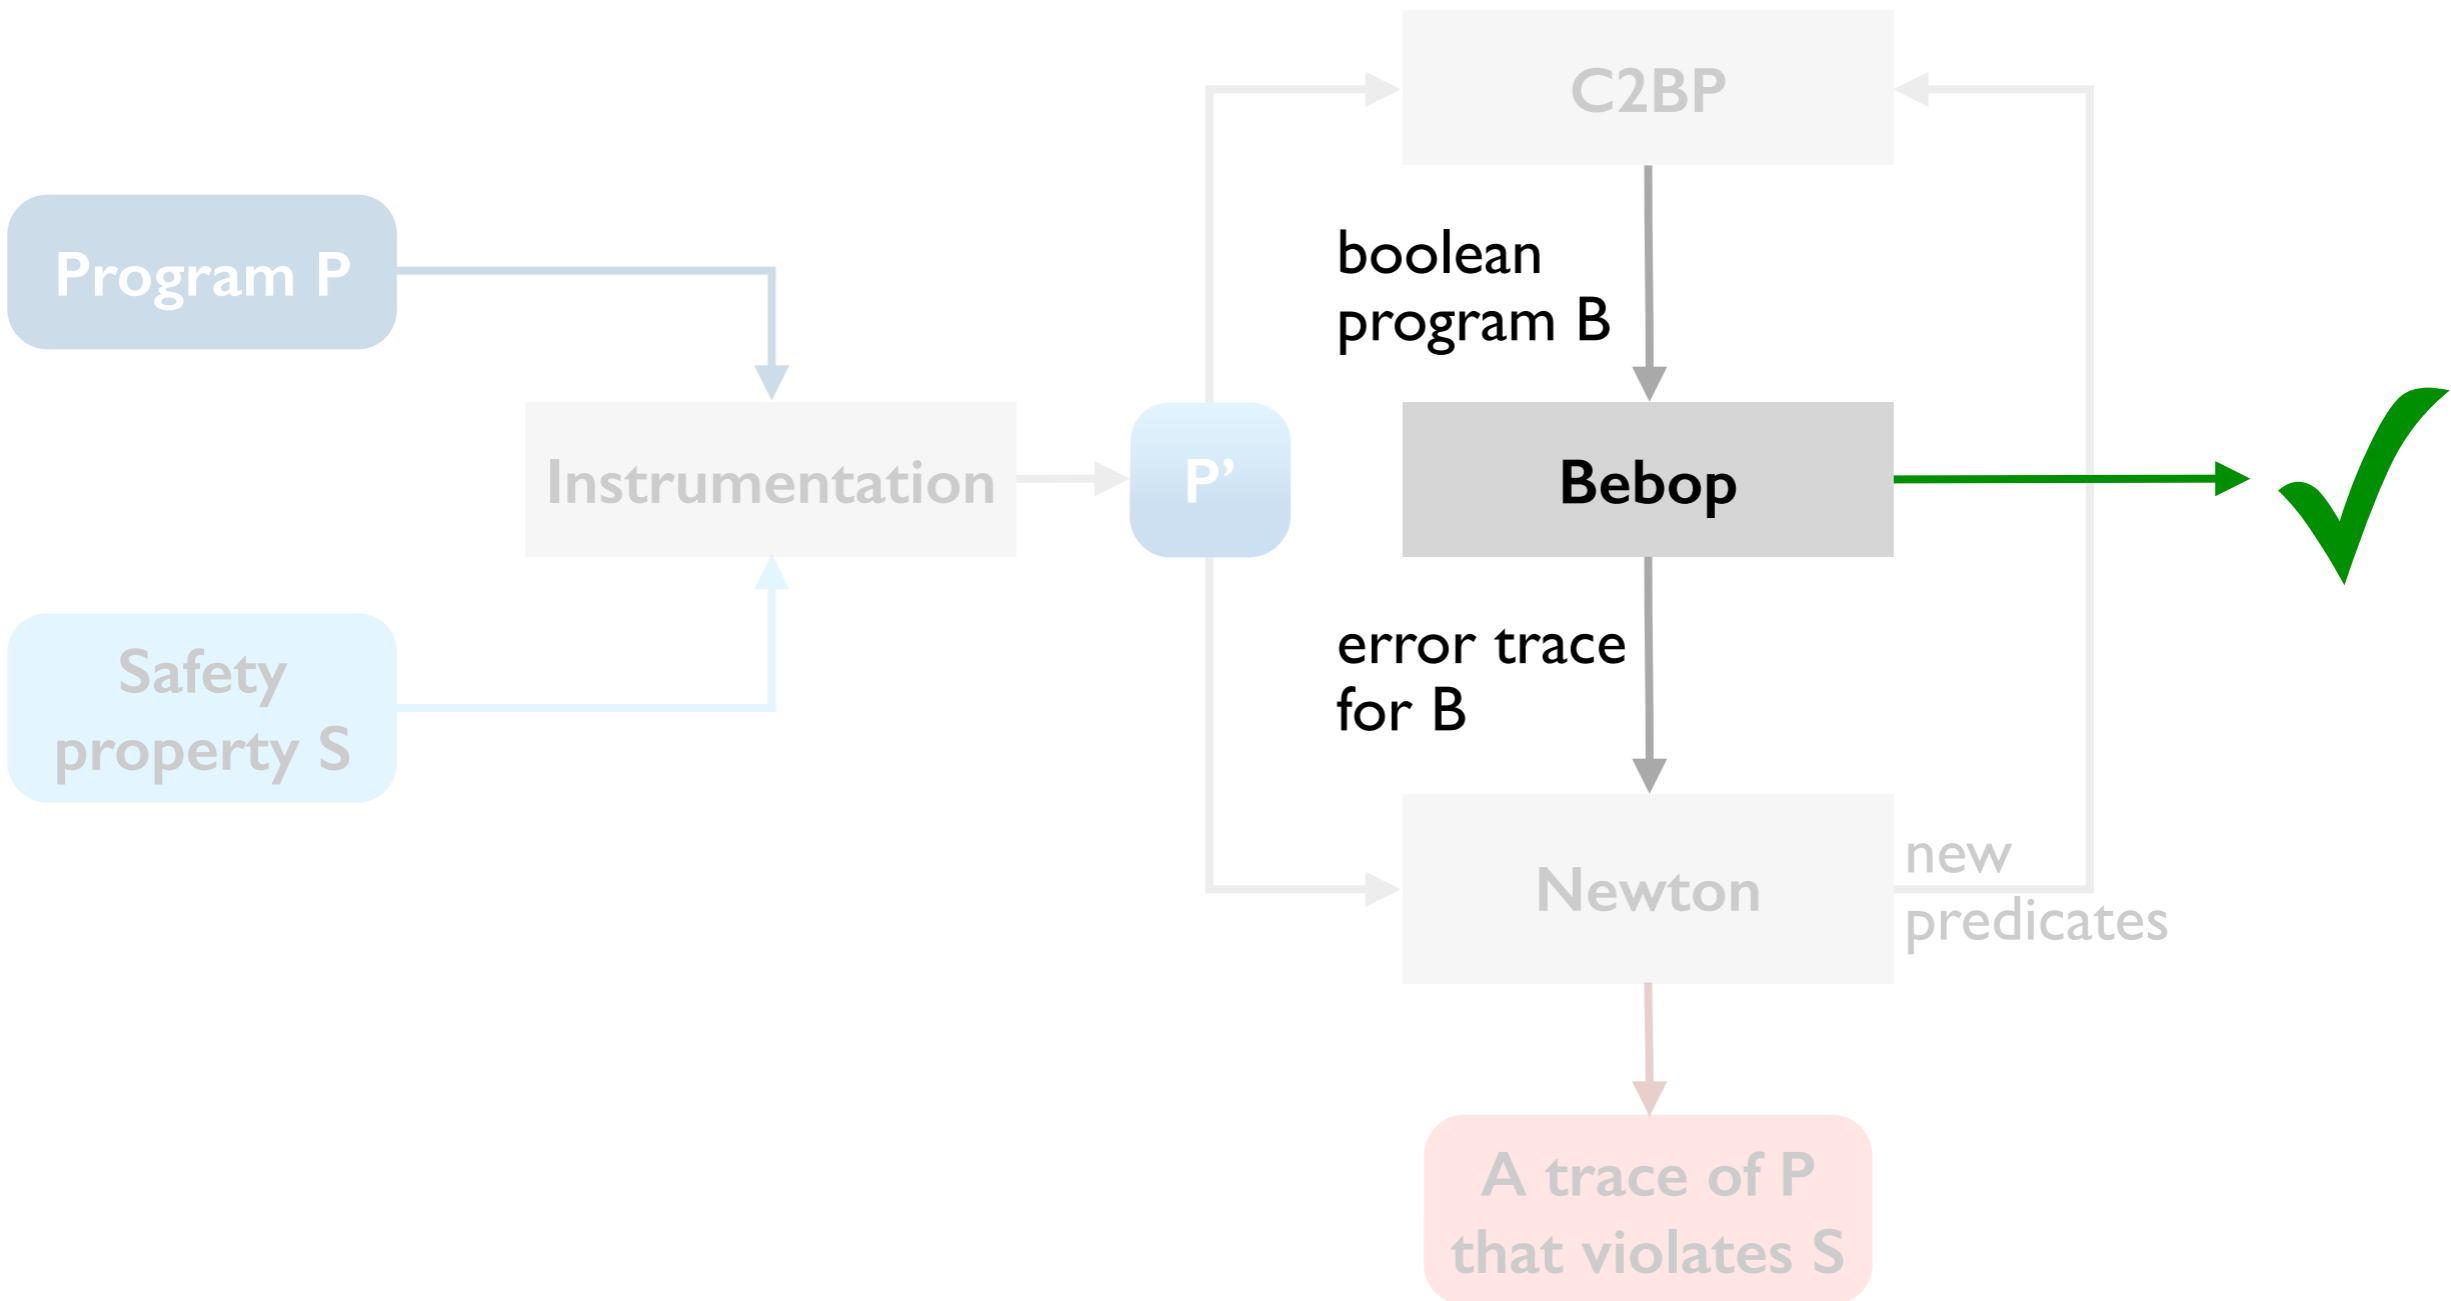 C2BP
boolean
program B
Program P
Instrumentation
P’
Bebop
Safety
property S
error trace
for B
Newton
new
predicates
A trace of P
that violates S